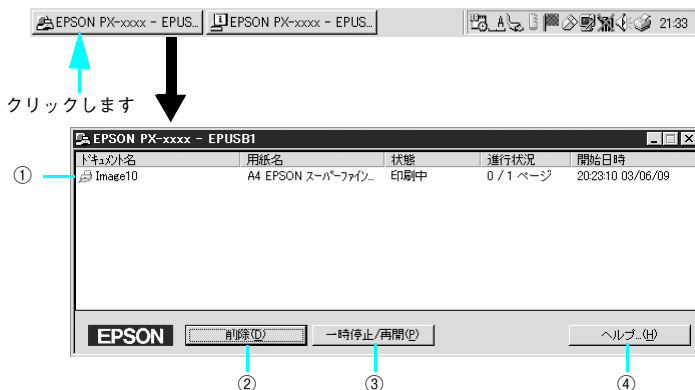 EPSON PX-xxxx - EPUS... EPSON PX-xxxx - EPUS... 21:33
クリックします
EPSON PX-xxxx - EPUSB1
ドキュメント名 用紙名 状態 進行状況 開始日時
① Image10 A4 EPSON スーパーファイン... 印刷中 0 / 1 ページ 20:23:10 03/06/09
EPSON 削除(D) 一時停止/再開(P) ヘルプ...(H)
② ③ ④